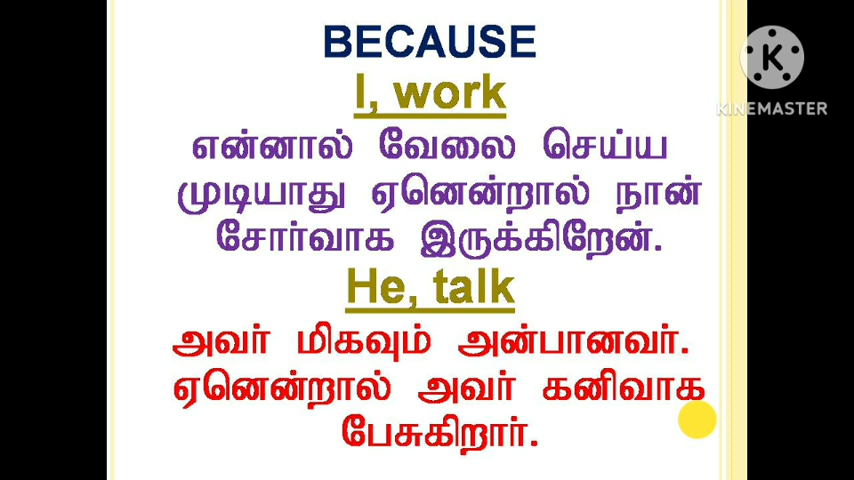 BECAUSE
I, work
என்னால் வேலை செய்ய
முடியாது ஏனென்றால் நான்
சோர்வாக இருக்கிறேன்.
He, talk
அவர் மிகவும் அன்பானவர்.
ஏனென்றால் அவர் கனிவாக
பேசுகிறார்.
K
KINEMASTER